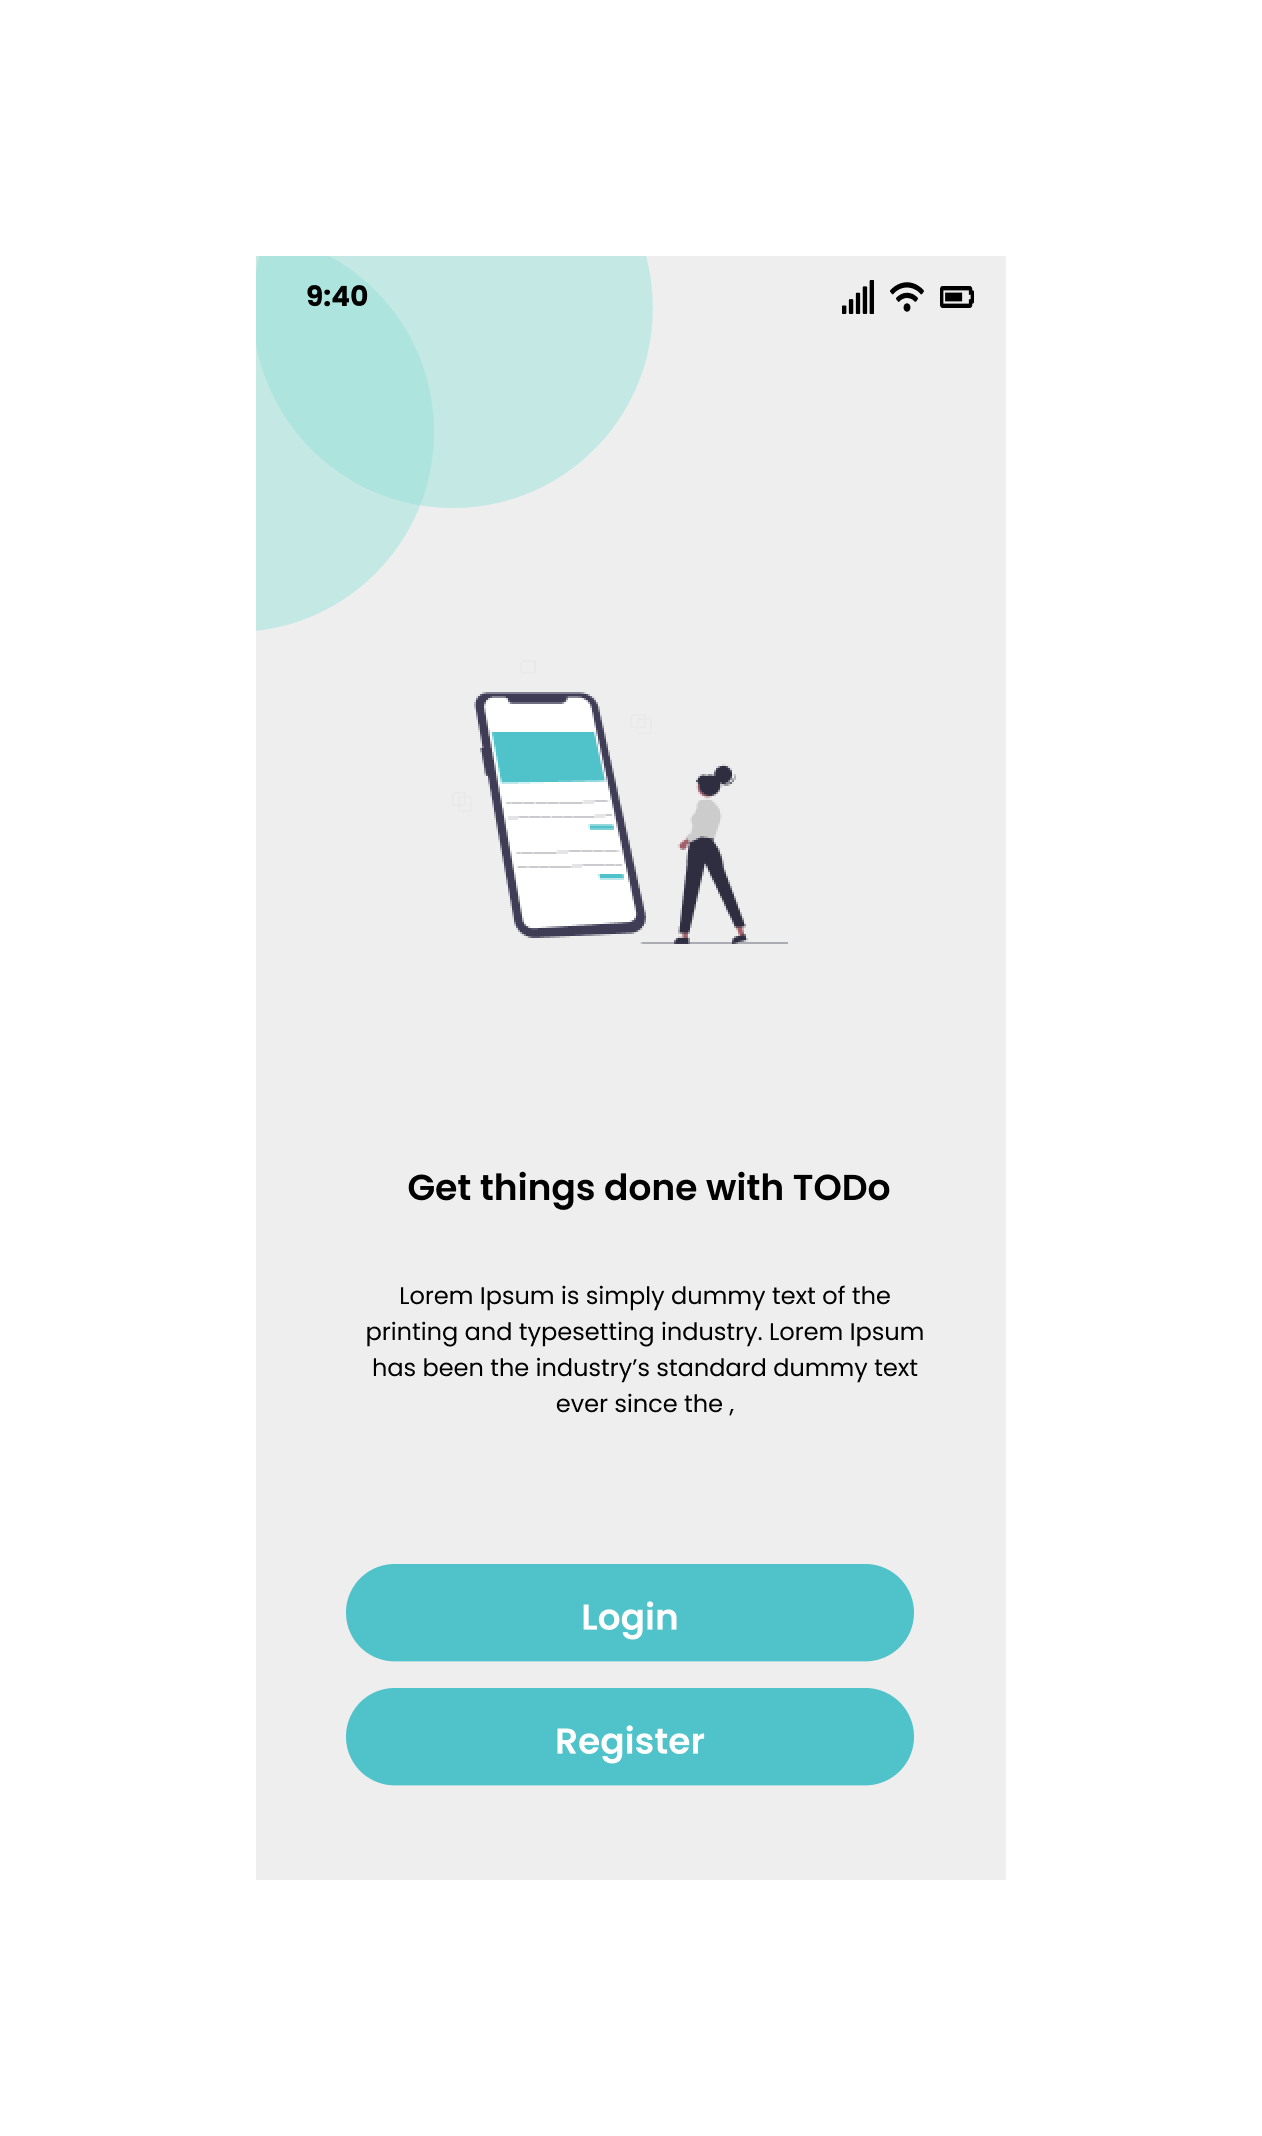 9:40
Get things done with TODo
Lorem Ipsum is simply dummy text of the
printing and typesetting industry. Lorem Ipsum
has been the industry’s standard dummy text
ever since the ,
Login
Register